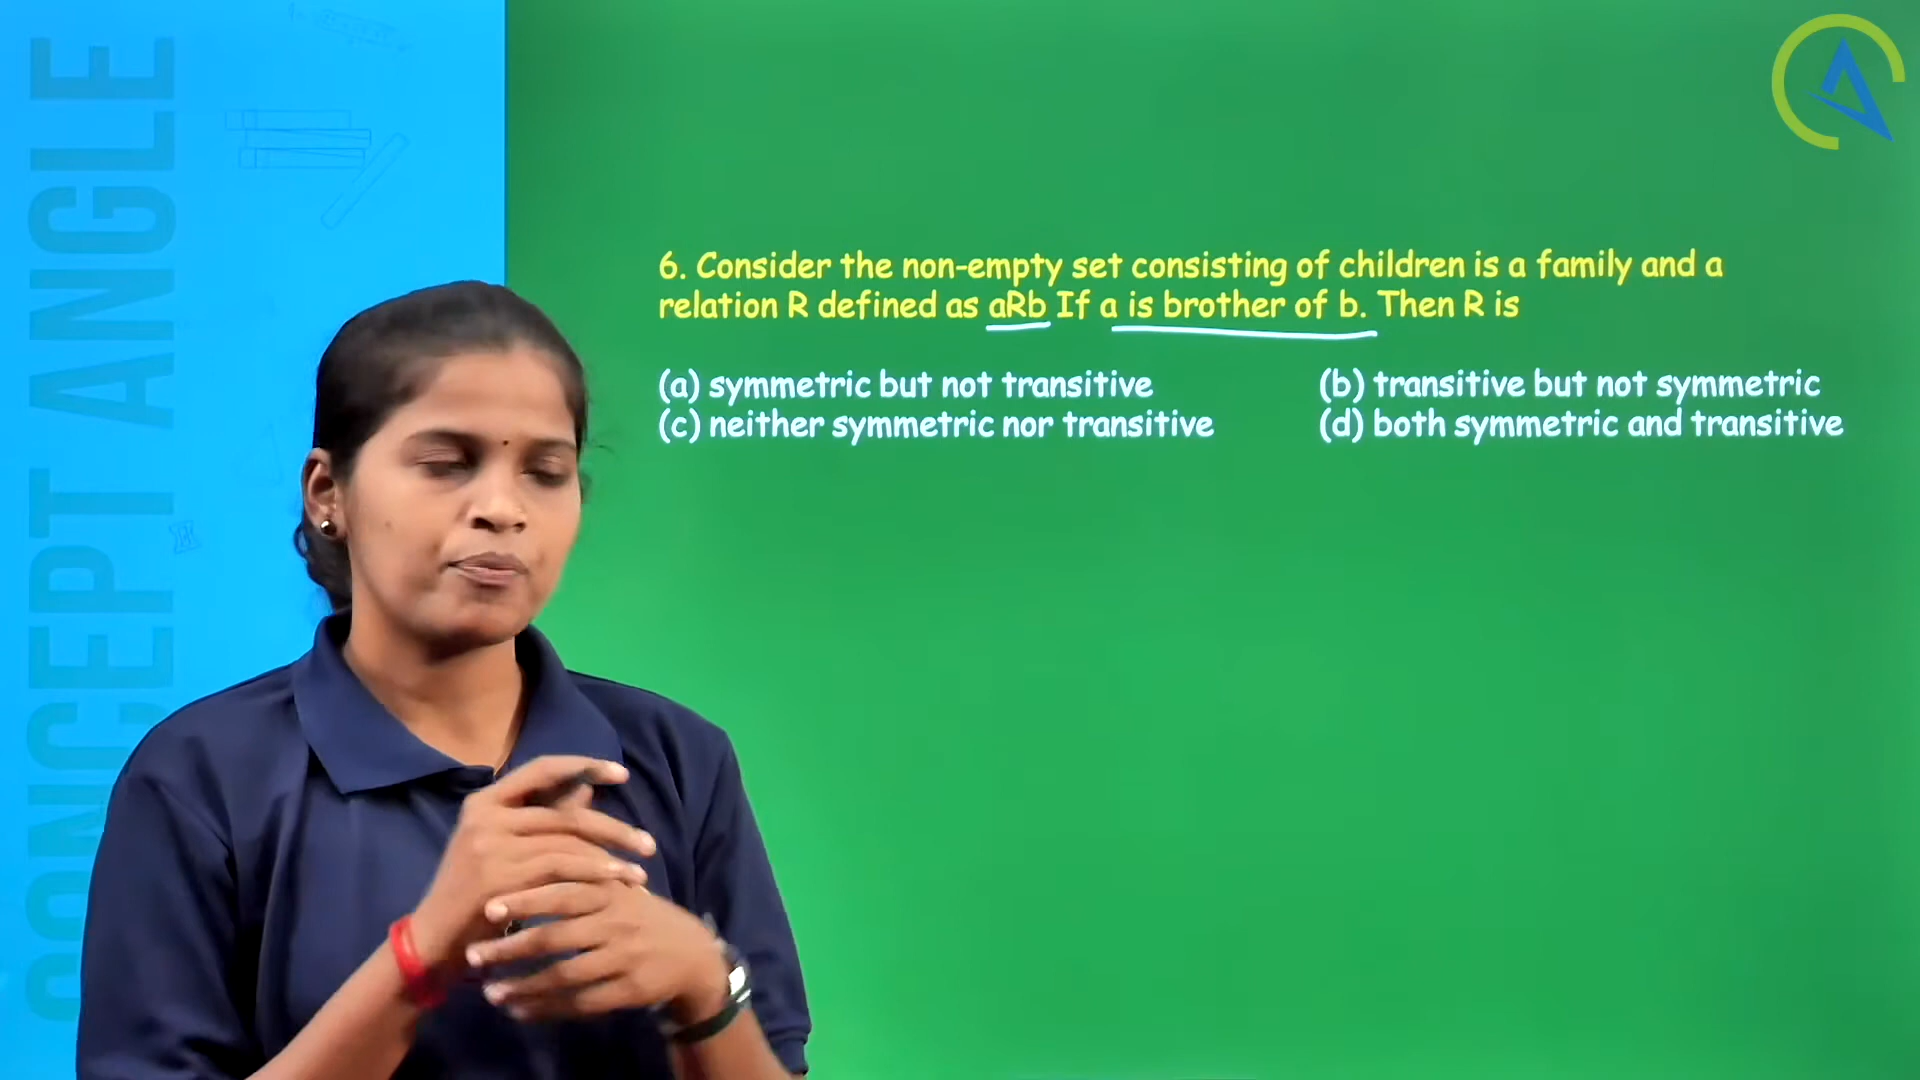 CONCEPT ANGLE
6. Consider the non-empty set consisting of children is a family and a
relation R defined as aRb If a is brother of b. Then R is
(a) symmetric but not transitive
(b) transitive but not symmetric
(c) neither symmetric nor transitive
(d) both symmetric and transitive